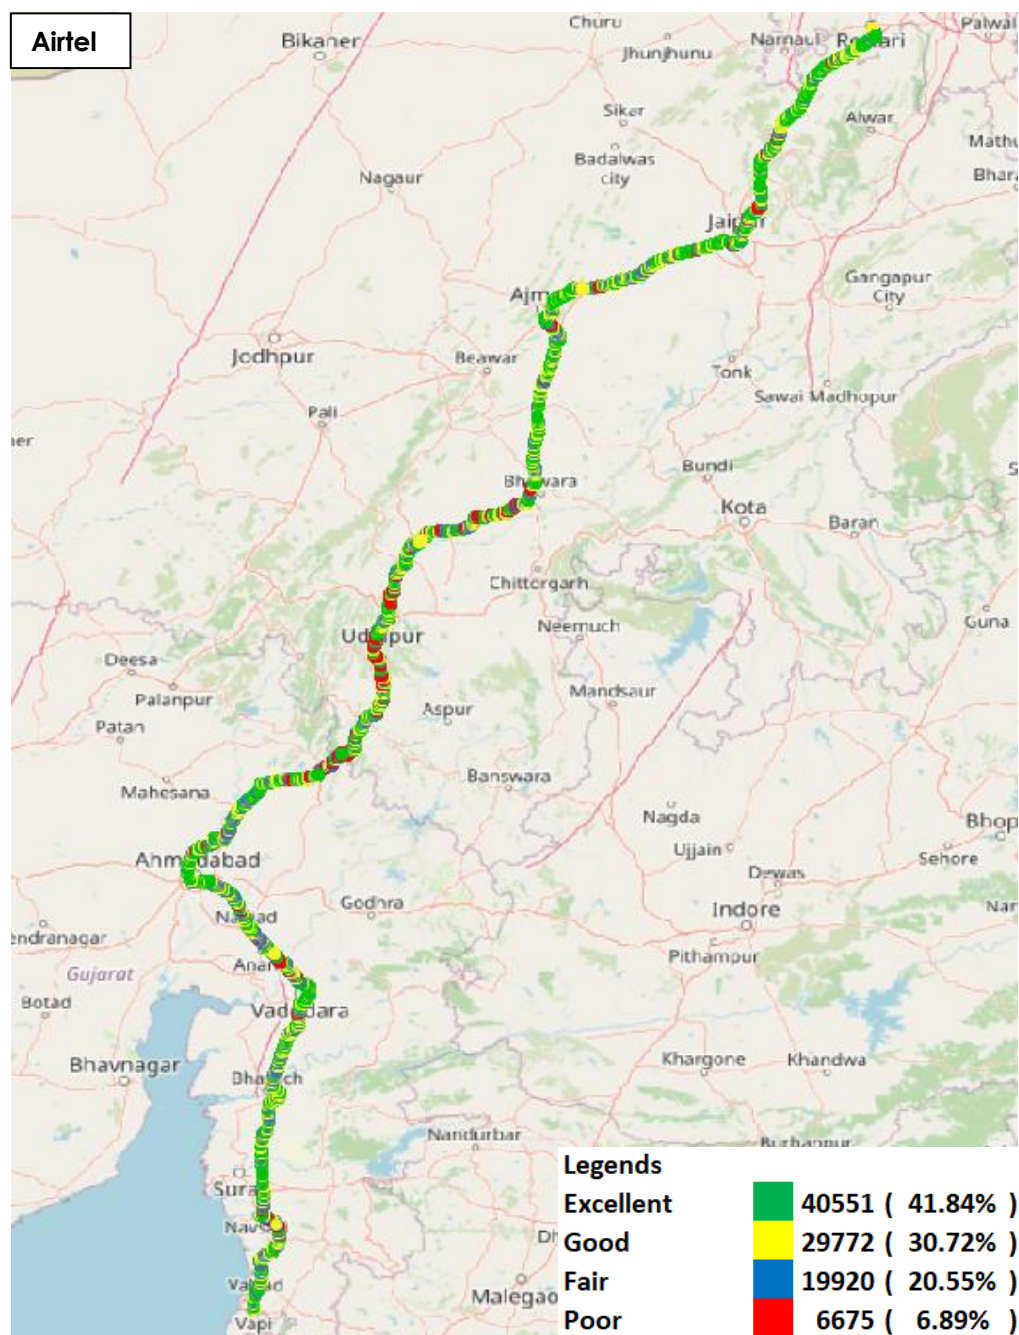 Airtel
Churu
Palwal
Bikaner
Jhunjhunu
Narnaul
Sikar
Alwar
Badalwas
city
Nagaur
Gangapur
City
Jodhpur
Beawar
Tonk
Sawai Madhopur
Pali
Bundi
Kota
Baran
Chittorgarh
Neemuch
Guna
Deesa
Palanpur
Mandsaur
Aspur
Patan
Banswara
Mahesana
Nagda
Bhop
Ujjain
Sehore
Dewas
Godhra
Indore
endranagar
Pithampur
Gujarat
Botad
Bhavnagar
Khargone
Khandwa
Nandurbar
Malegao
Vapi
Legends
Excellent 40551 ( 41.84% )
Good 29772 ( 30.72% )
Fair 19920 ( 20.55% )
Poor 6675 ( 6.89% )